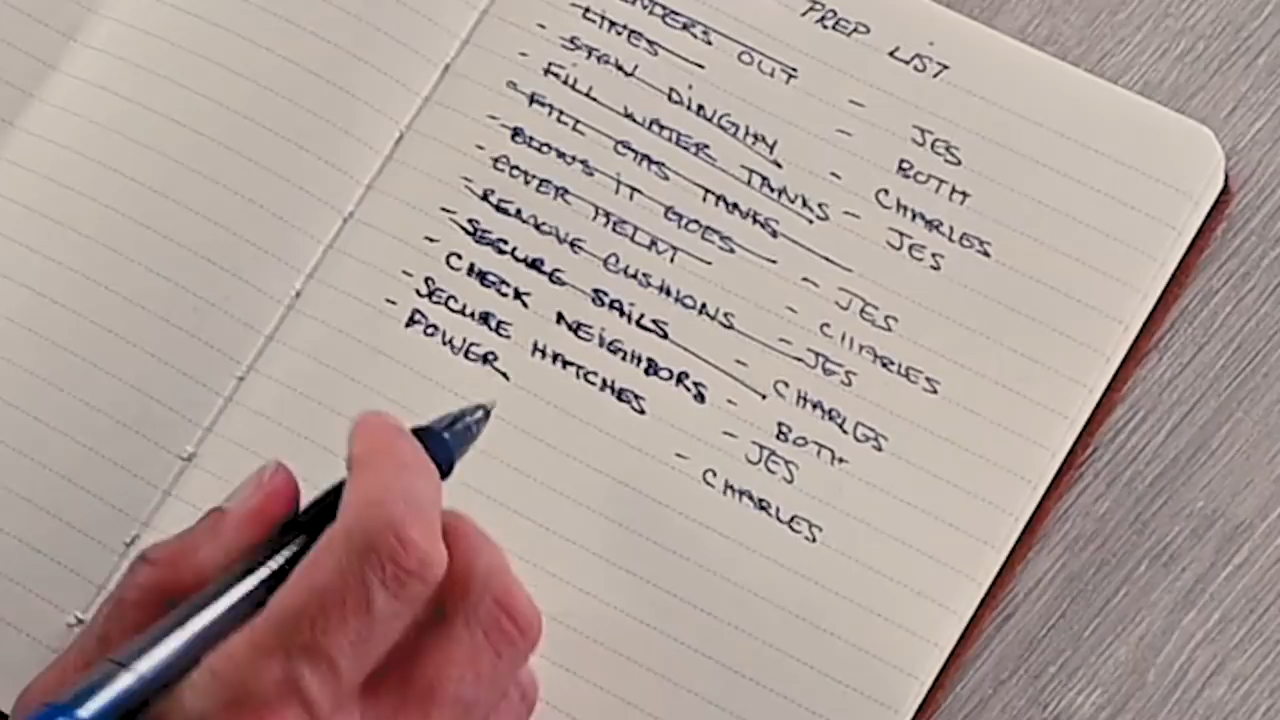 PREP LIST
ENDERS OUT - JES
- LINES - BOTH
- STOW DINGHY - CHARLES
- FILL WATER TANKS - JES
- FILL GAS TANKS
- BLOWS IT GOES - JES
- COVER HELM - CHARLES
- REMOVE CUSHIONS - JES
- SECURE SAILS - CHARLES
- CHECK NEIGHBORS - BOTH
- SECURE HATCHES - JES
- POWER - CHARLES